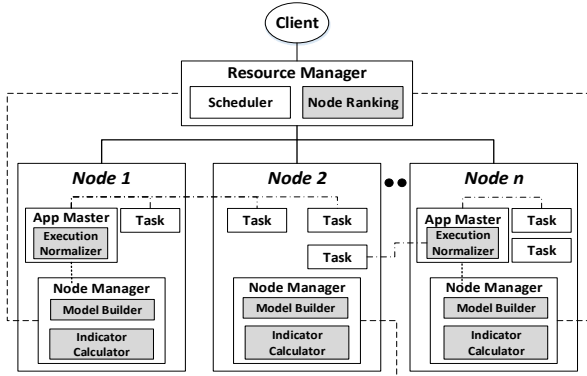 Client
Resource Manager
Scheduler
Node Ranking
Node 1
Node 2
Node n
App Master
Execution
Normalizer
Task
Task
Task
Task
App Master
Execution
Normalizer
Task
Task
Node Manager
Model Builder
Indicator
Calculator
Node Manager
Model Builder
Indicator
Calculator
Node Manager
Model Builder
Indicator
Calculator